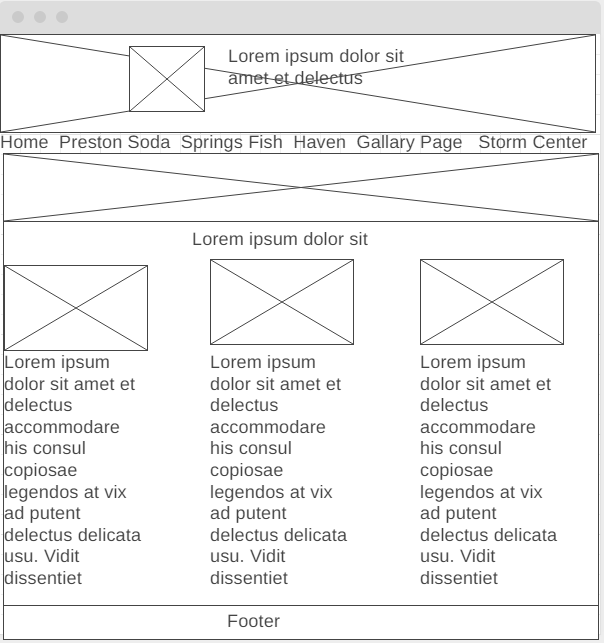 Lorem ipsum dolor sit
amet et delectus
Home Preston Soda Springs Fish Haven Gallary Page Storm Center
Lorem ipsum dolor sit
Lorem ipsum
dolor sit amet et
delectus
accommodare
his consul
copiosae
legendos at vix
ad putent
delectus delicata
usu. Vidit
dissentiet
Lorem ipsum
dolor sit amet et
delectus
accommodare
his consul
copiosae
legendos at vix
ad putent
delectus delicata
usu. Vidit
dissentiet
Lorem ipsum
dolor sit amet et
delectus
accommodare
his consul
copiosae
legendos at vix
ad putent
delectus delicata
usu. Vidit
dissentiet
Footer